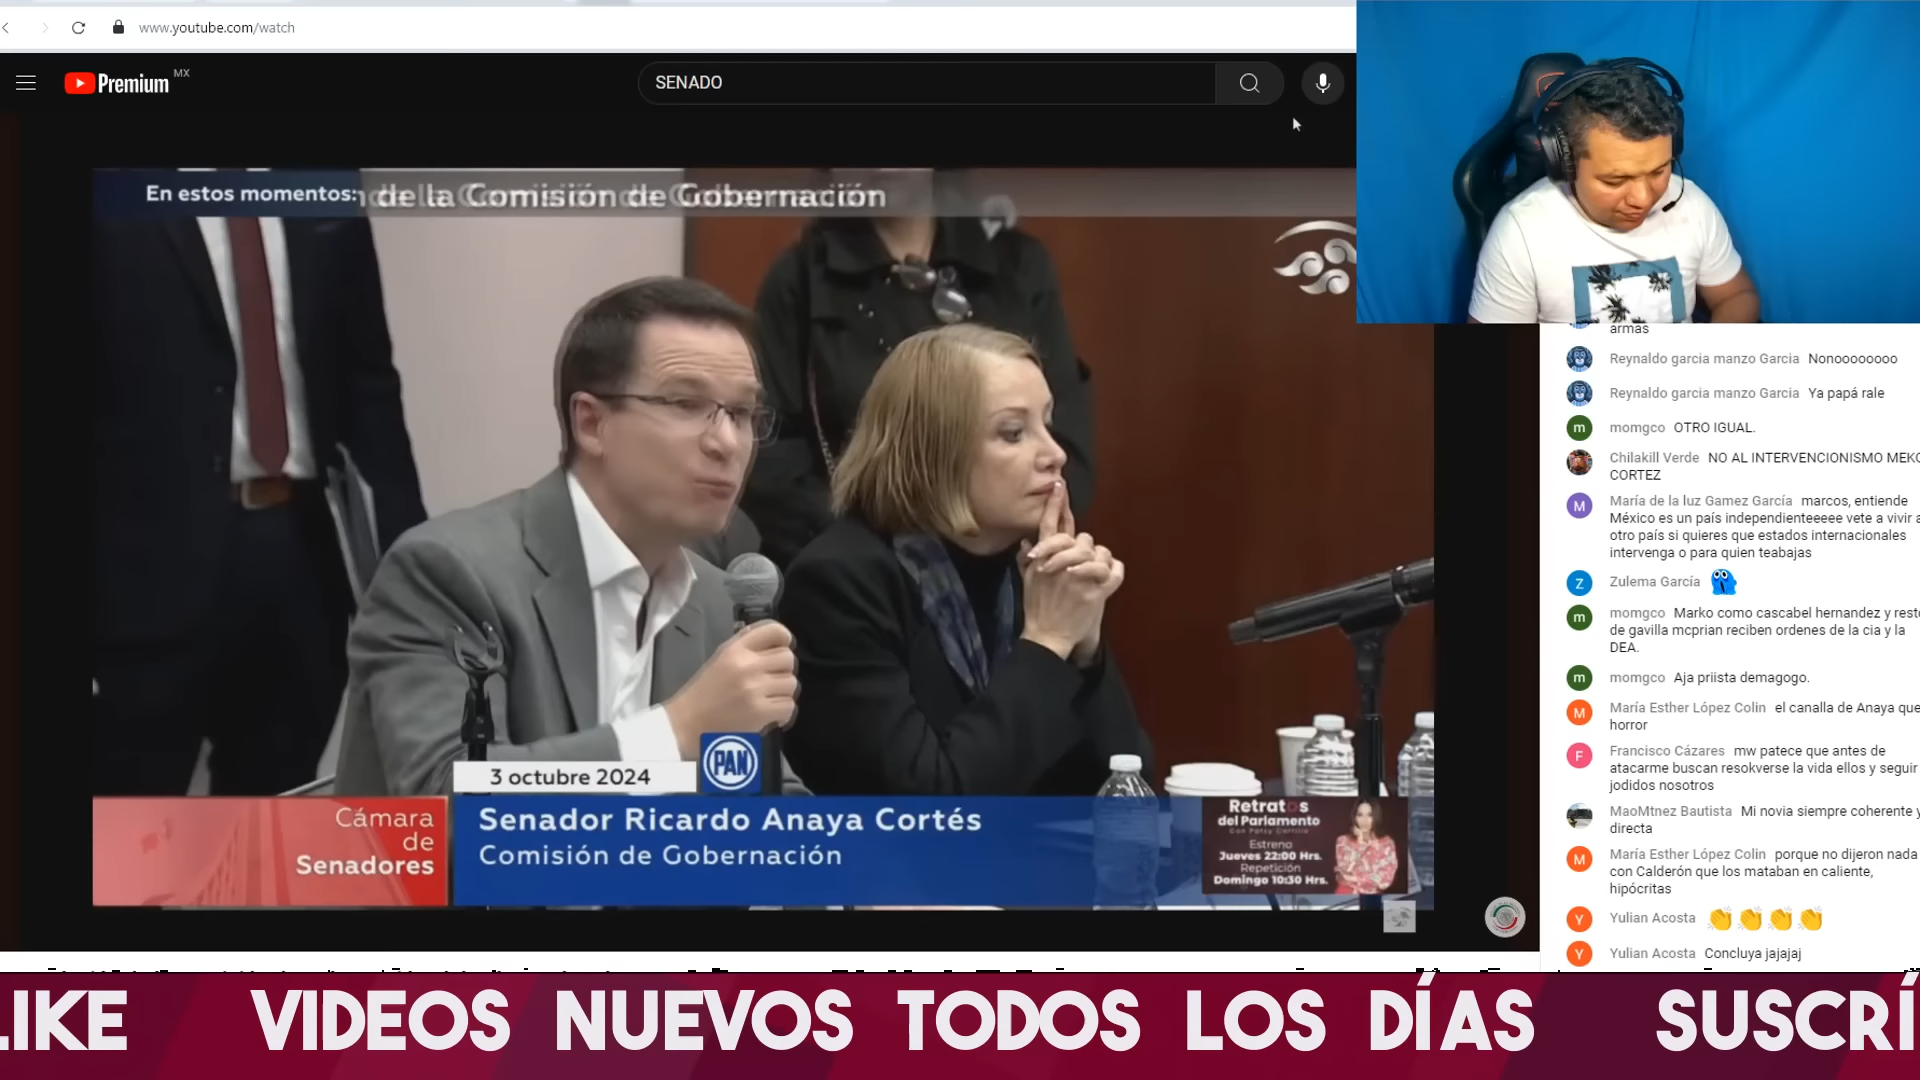 www.youtube.com/watch
Premium MX
SENADO
En estos momentos: de la Comisión de Gobernación
armas
Reynaldo garcia manzo Garcia Nonoooooooo
Reynaldo garcia manzo Garcia Ya papá rale
m momgco OTRO IGUAL.
Chilakill Verde NO AL INTERVENCIONISMO MEKO
CORTEZ
M María de la luz Gamez García marcos, entiende
México es un país independienteeeee vete a vivir a
otro país si quieres que estados internacionales
intervenga o para quien teabajas
Z Zulema García
m momgco Marko como cascabel hernandez y resto
de gavilla mcprian reciben ordenes de la cia y la
DEA.
m momgco Aja priista demagogo.
M María Esther López Colin el canalla de Anaya que
horror
F Francisco Cázares mw patece que antes de
atacarme buscan resokverse la vida ellos y seguir
jodidos nosotros
MaoMtnez Bautista Mi novia siempre coherente y
directa
M María Esther López Colin porque no dijeron nada
con Calderón que los mataban en caliente,
hipócritas
Y Yulian Acosta
Y Yulian Acosta Concluya jajajaj
PAN
3 octubre 2024
Cámara
de
Senadores
Senador Ricardo Anaya Cortés
Comisión de Gobernación
Retratos
del Parlamento
Con Patsy Carrillo
Estreno
Jueves 22:00 Hrs.
Repetición
Domingo 10:30 Hrs.
LIKE VIDEOS NUEVOS TODOS LOS DÍAS SUSCRÍ